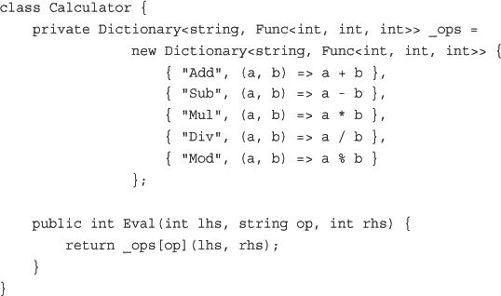 class Calculator {
    private Dictionary<string, Func<int, int, int>> _ops =
                new Dictionary<string, Func<int, int, int>> {
                    { "Add", (a, b) => a + b },
                    { "Sub", (a, b) => a - b },
                    { "Mul", (a, b) => a * b },
                    { "Div", (a, b) => a / b },
                    { "Mod", (a, b) => a % b }
                };

    public int Eval(int lhs, string op, int rhs) {
        return _ops[op](lhs, rhs);
    }
}